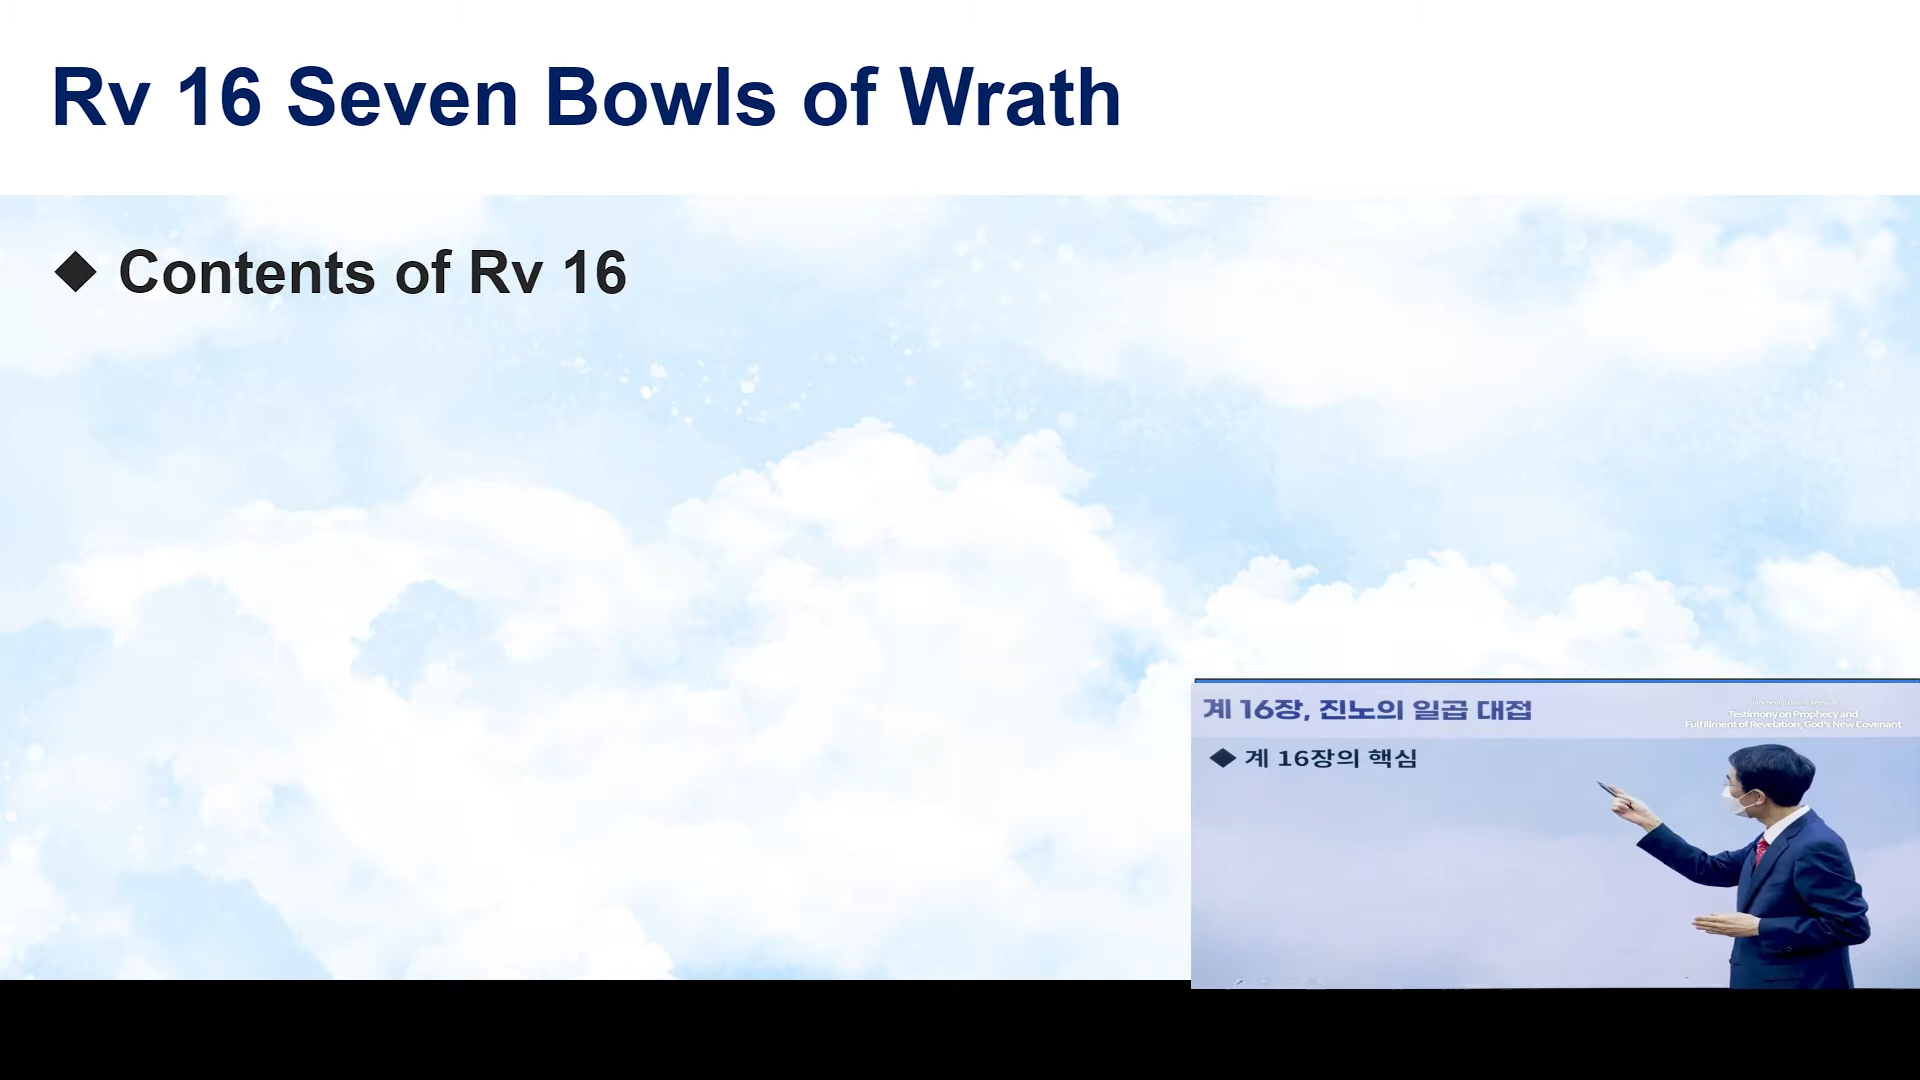 Rv 16 Seven Bowls of Wrath
◆ Contents of Rv 16
계 16장, 진노의 일곱 대접
Testimony on Prophecy and
Fulfillment of Revelation, God's New Covenant
◆ 계 16장의 핵심